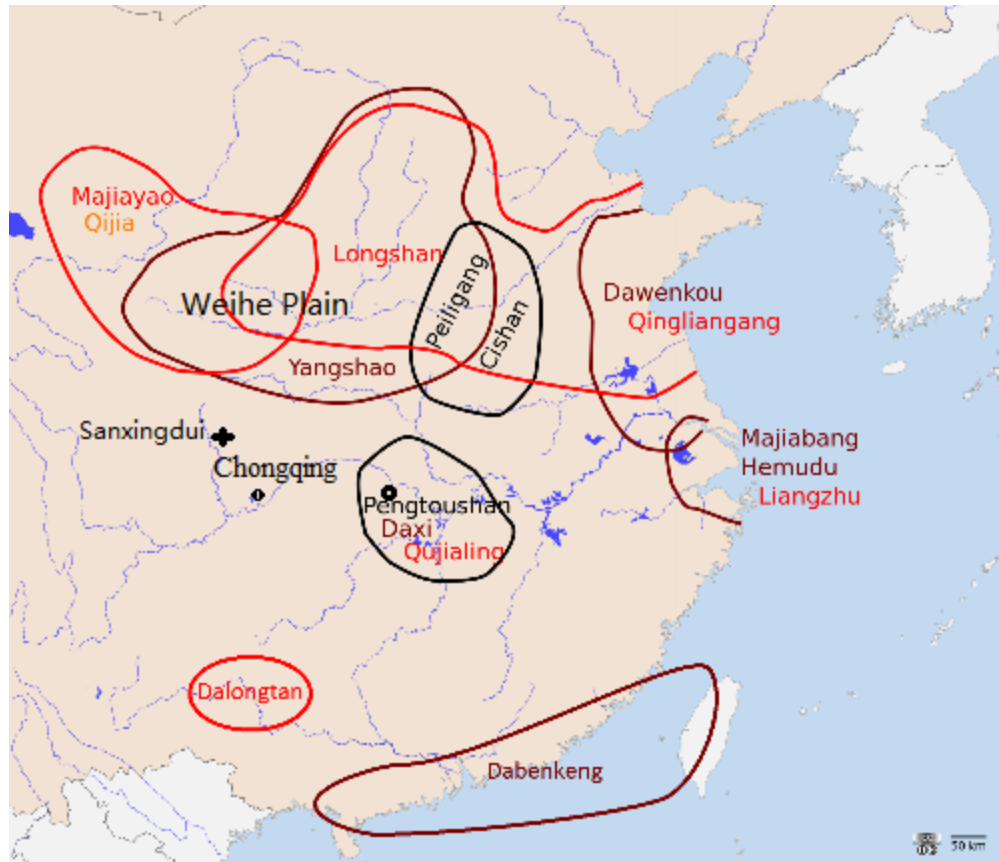 Majiayao
Qijia
Longshan
Weihe Plain
Peiligang
Cishan
Yangshao
Dawenkou
Qingliangang
Sanxingdui
Chongqing
Majiabang
Hemudu
Liangzhu
Pengtoushan
Daxi
Qujialing
Dalongtan
Dabenkeng
50 km